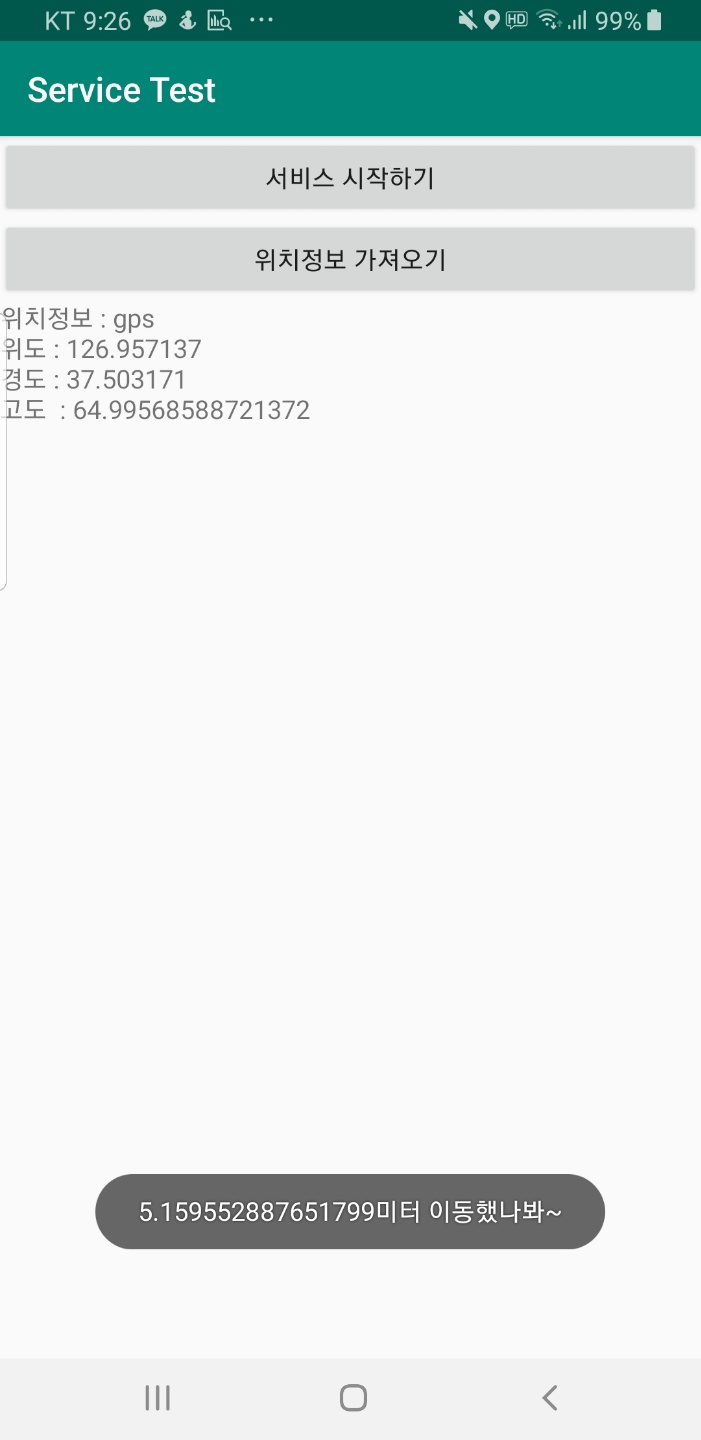 KT 9:26 TALK HD 99%
Service Test
서비스 시작하기
위치정보 가져오기
위치정보 : gps
위도 : 126.957137
경도 : 37.503171
고도 : 64.99568588721372
5.159552887651799미터 이동했나봐~